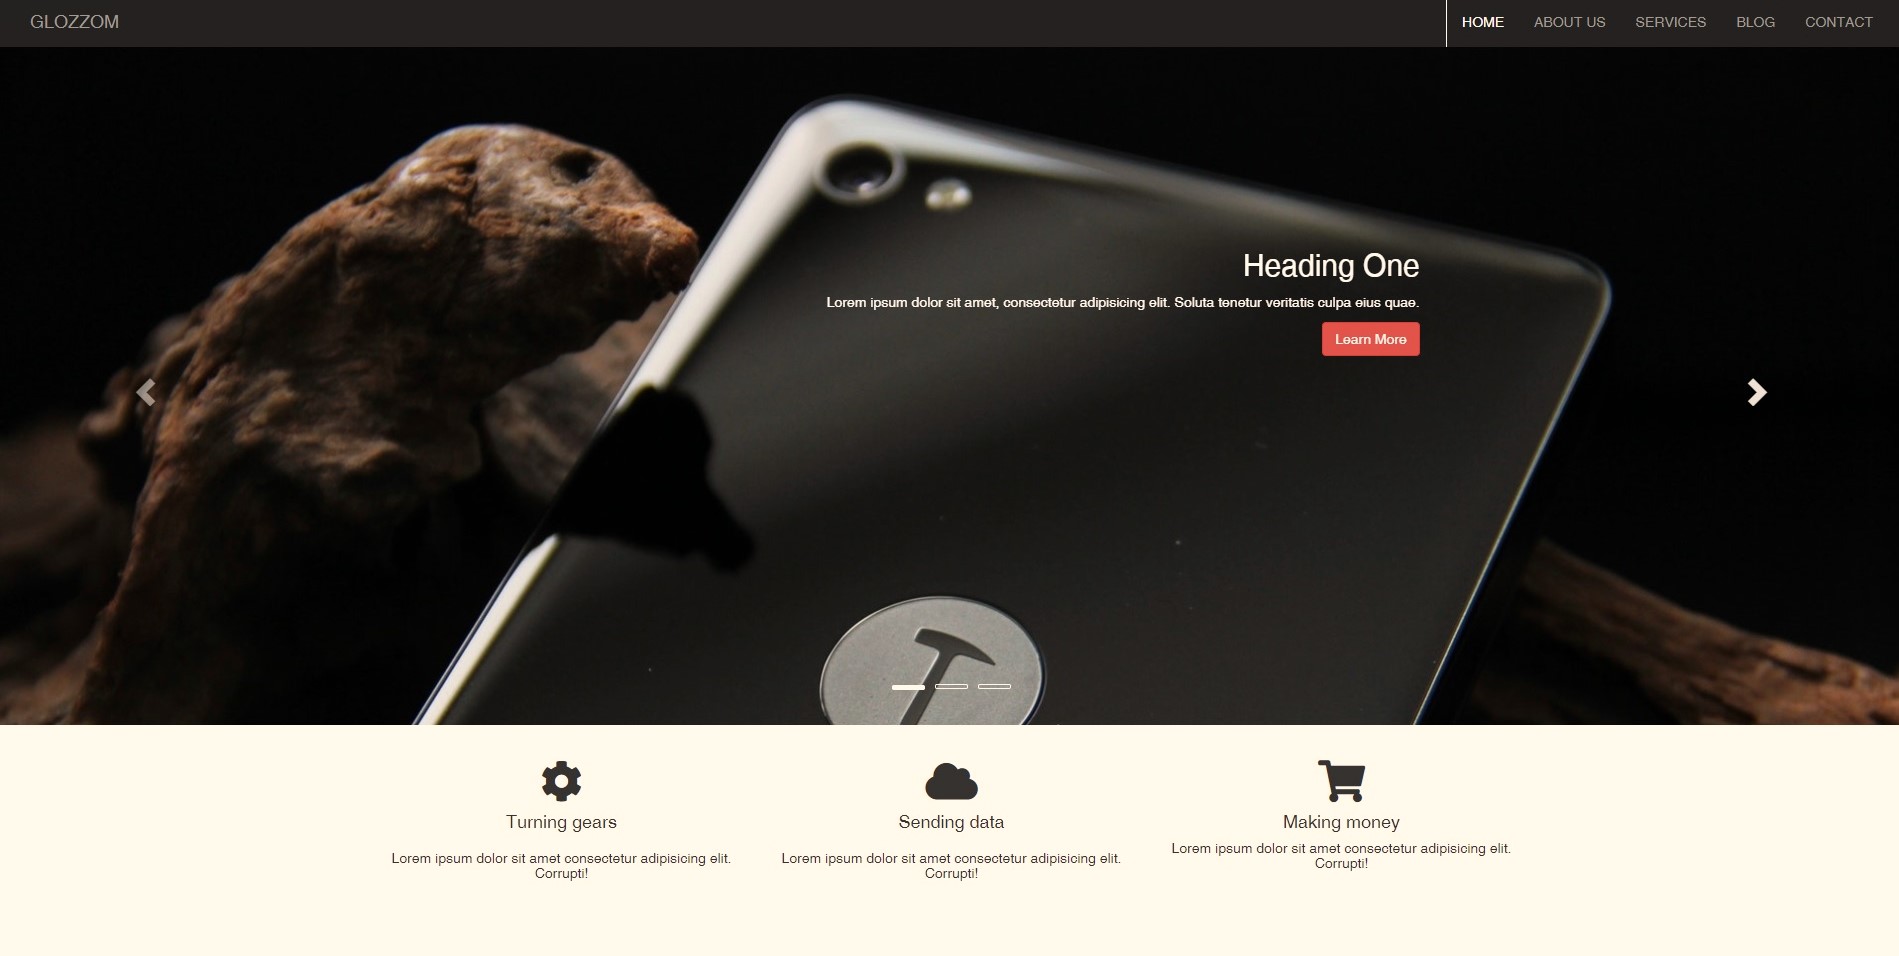 GLOZZOM
HOME ABOUT US SERVICES BLOG CONTACT
Heading One
Lorem ipsum dolor sit amet, consectetur adipisicing elit. Soluta tenetur veritatis culpa eius quae.
Learn More
Turning gears
Lorem ipsum dolor sit amet consectetur adipisicing elit.
Corrupti!
Sending data
Lorem ipsum dolor sit amet consectetur adipisicing elit.
Corrupti!
Making money
Lorem ipsum dolor sit amet consectetur adipisicing elit.
Corrupti!